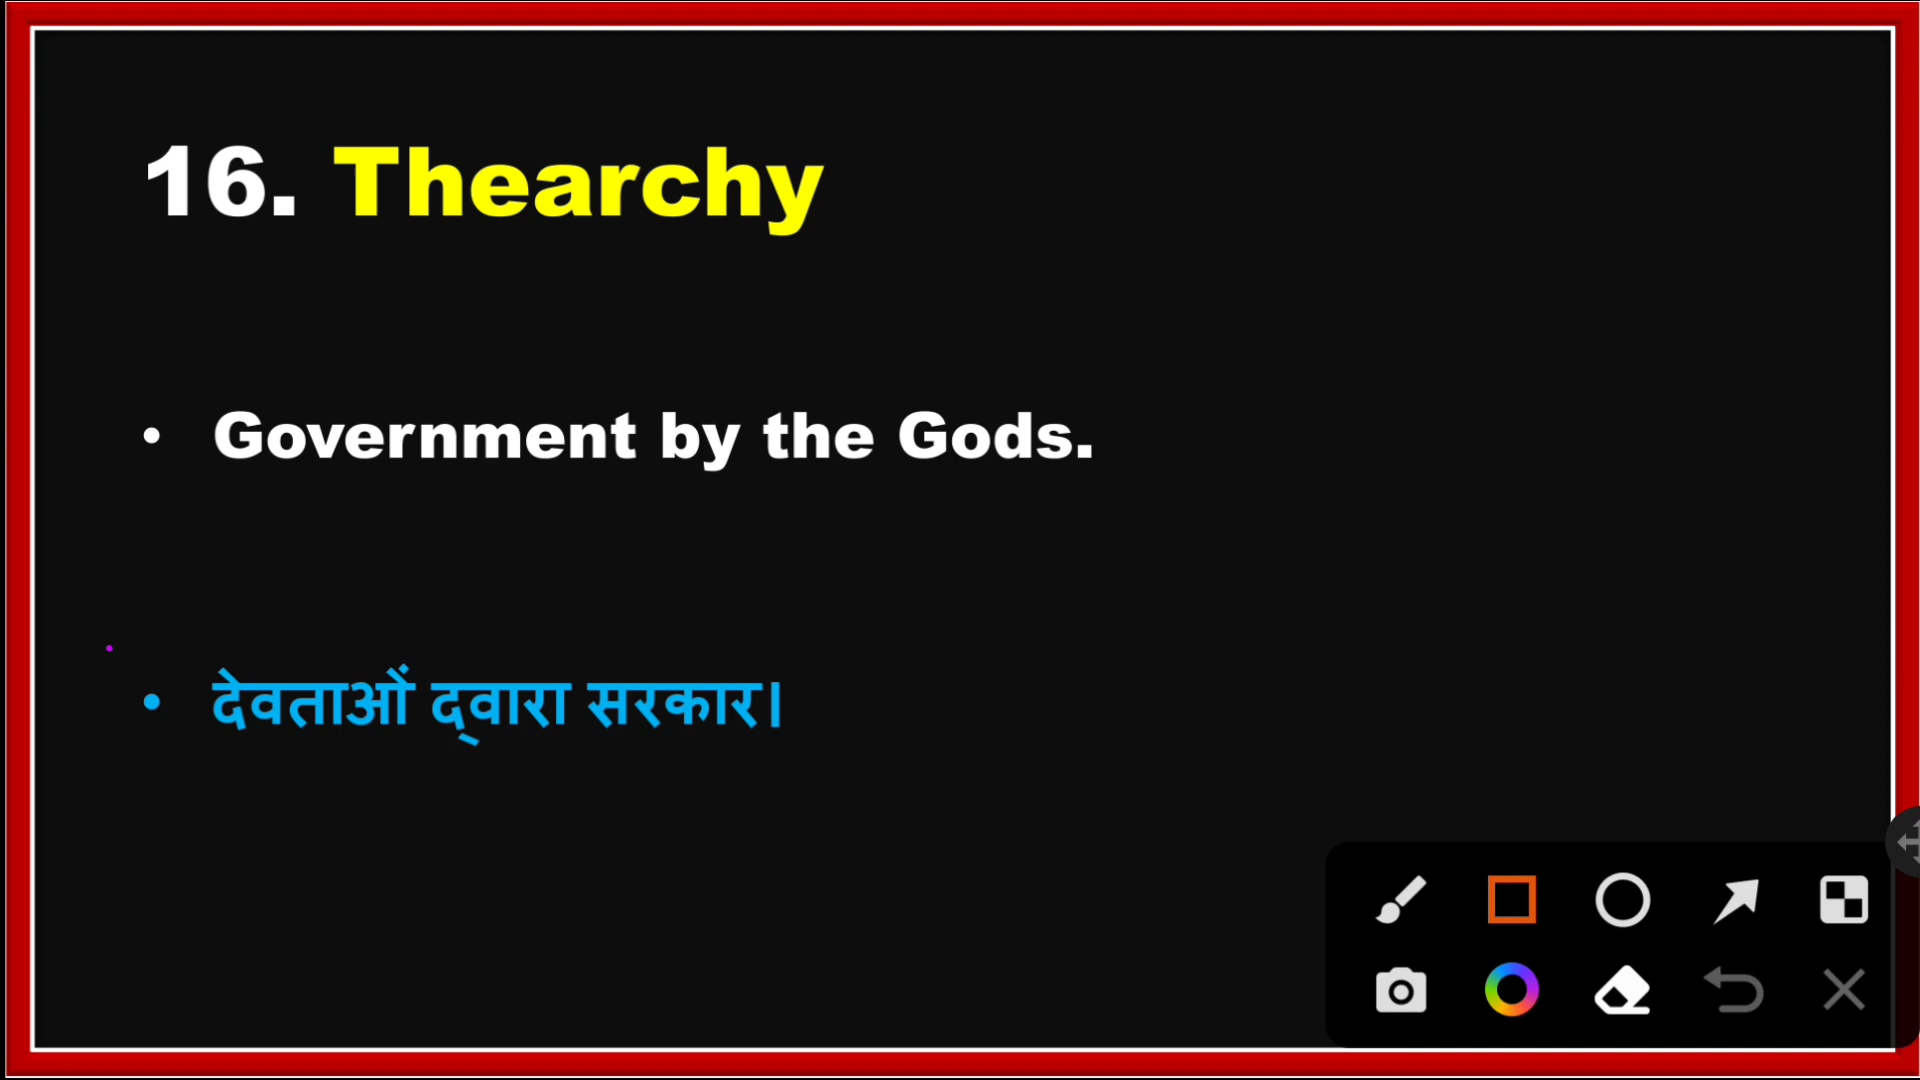 16. Thearchy
• Government by the Gods.
• देवताओं द्वारा सरकार।